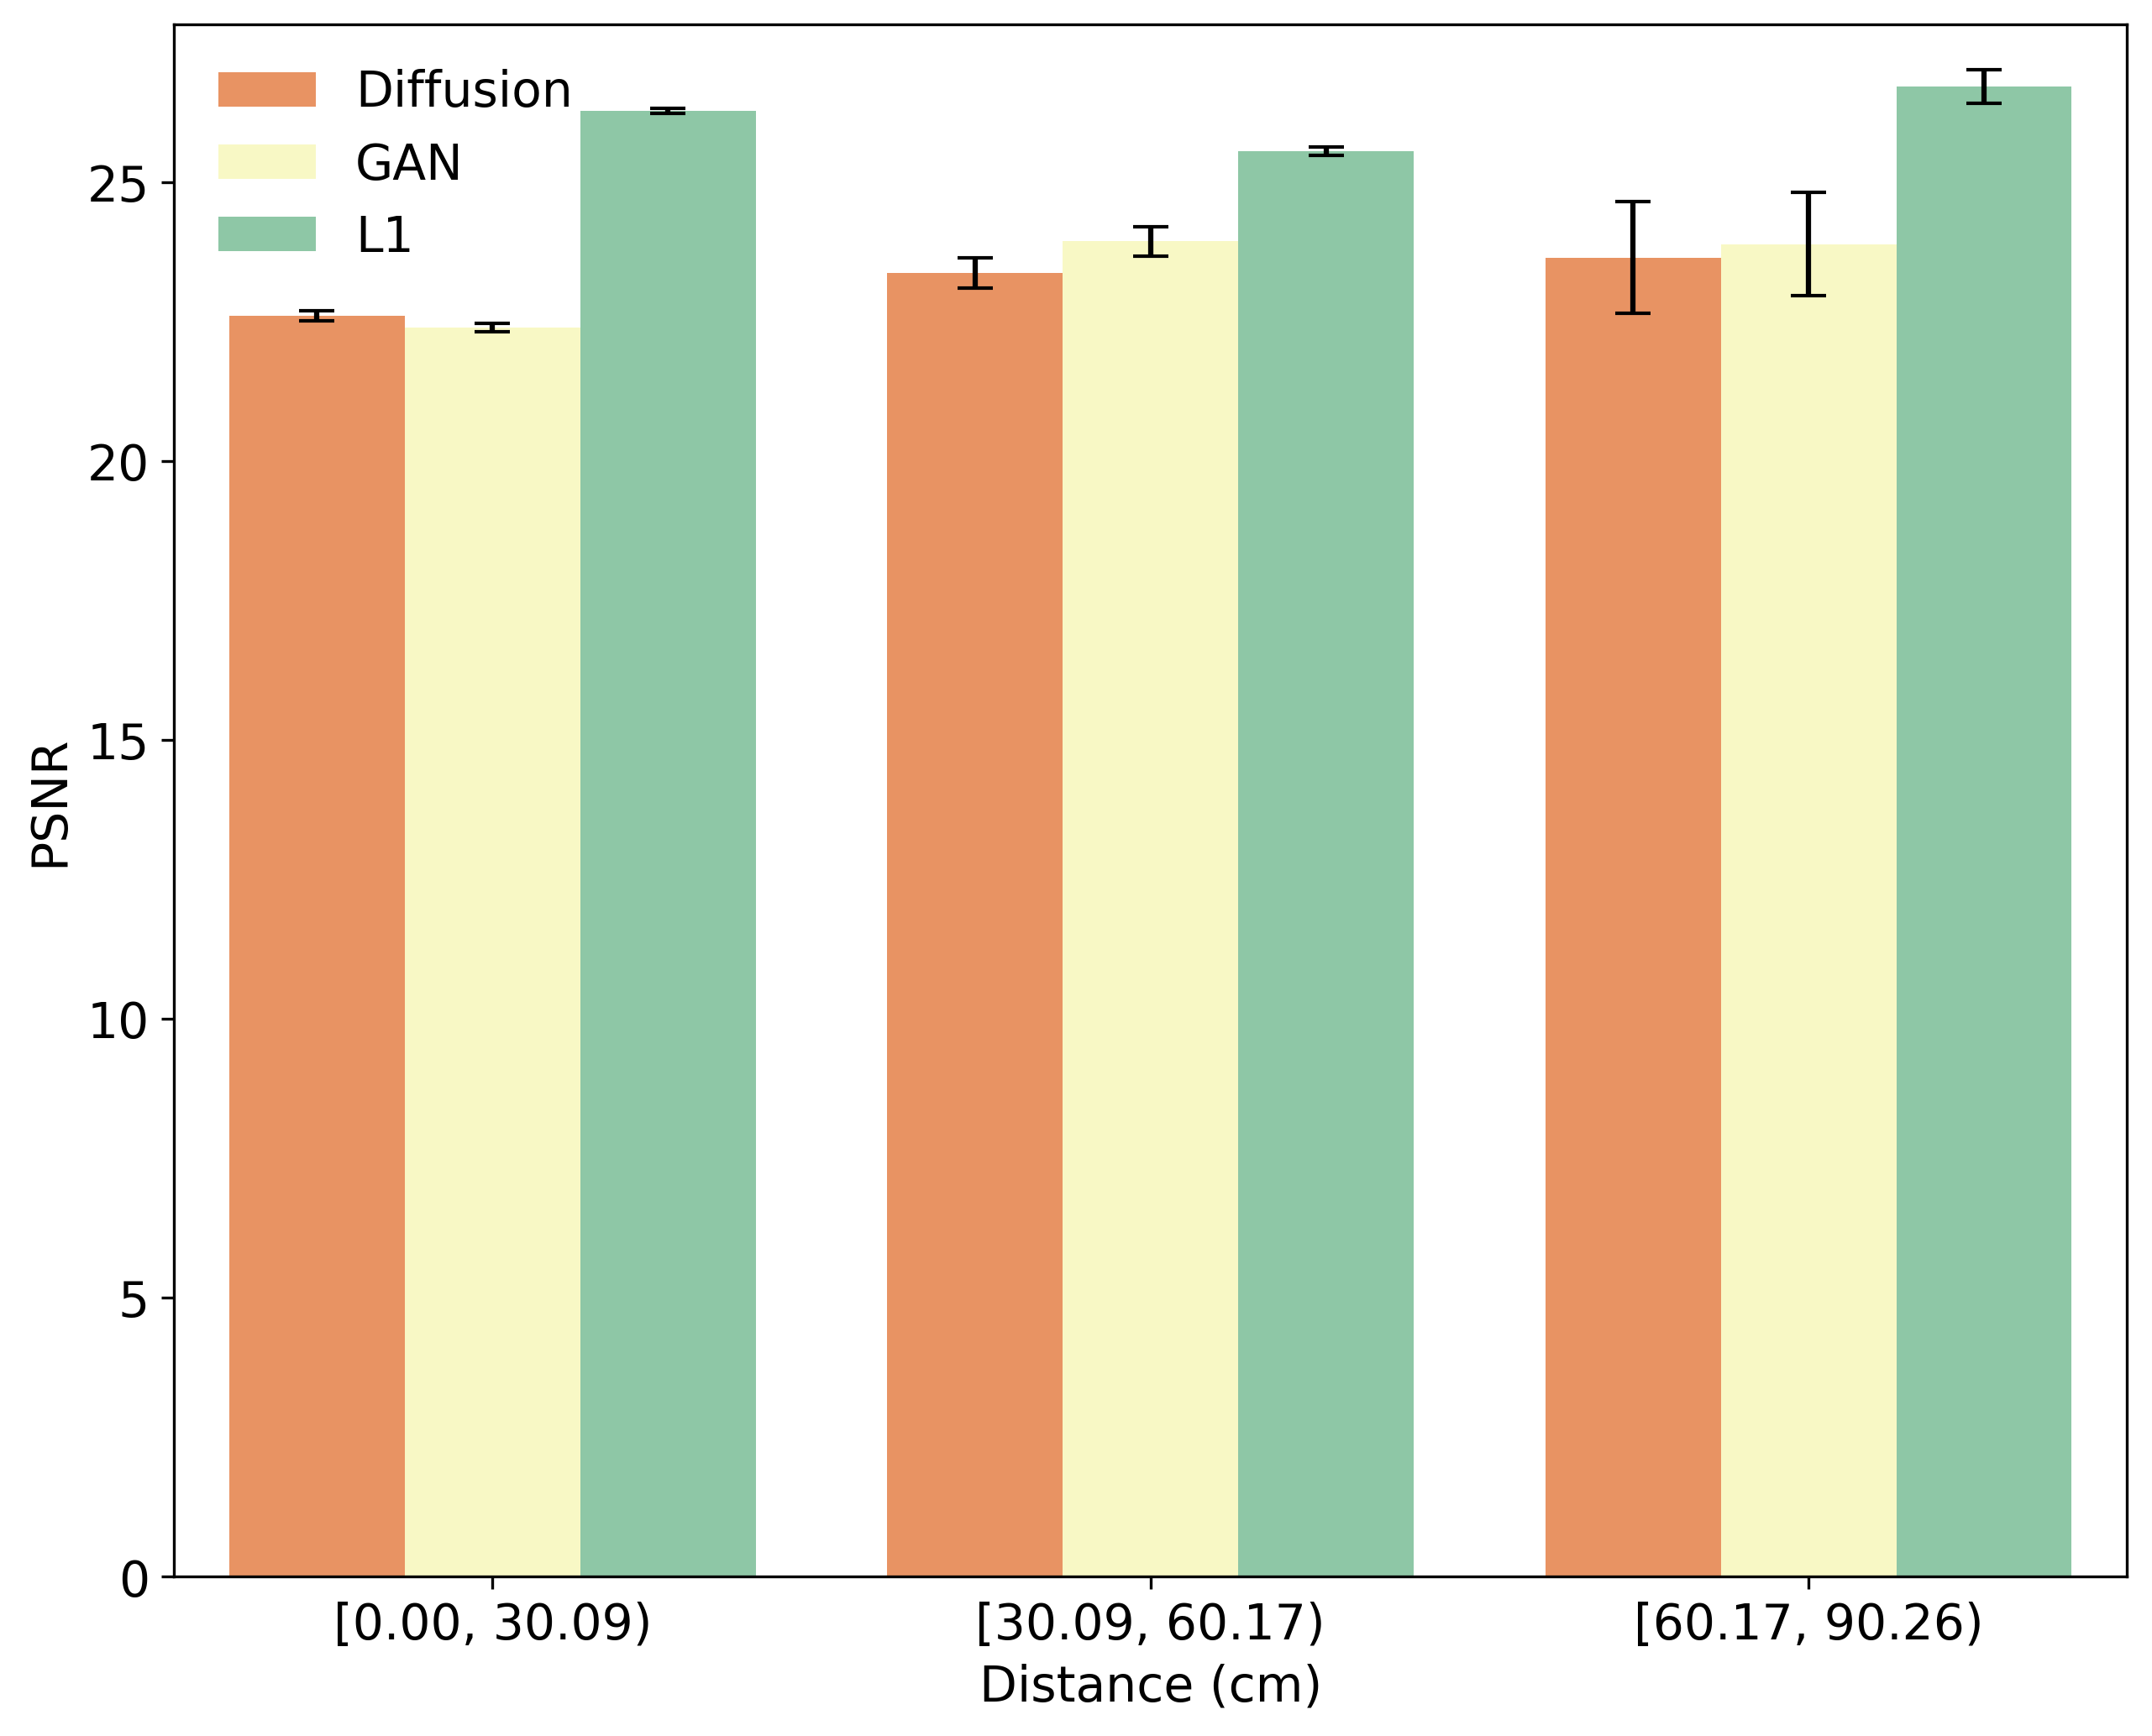 Diffusion
GAN
L1
PSNR
25
20
15
10
5
0
[0.00, 30.09)
[30.09, 60.17)
[60.17, 90.26)
Distance (cm)